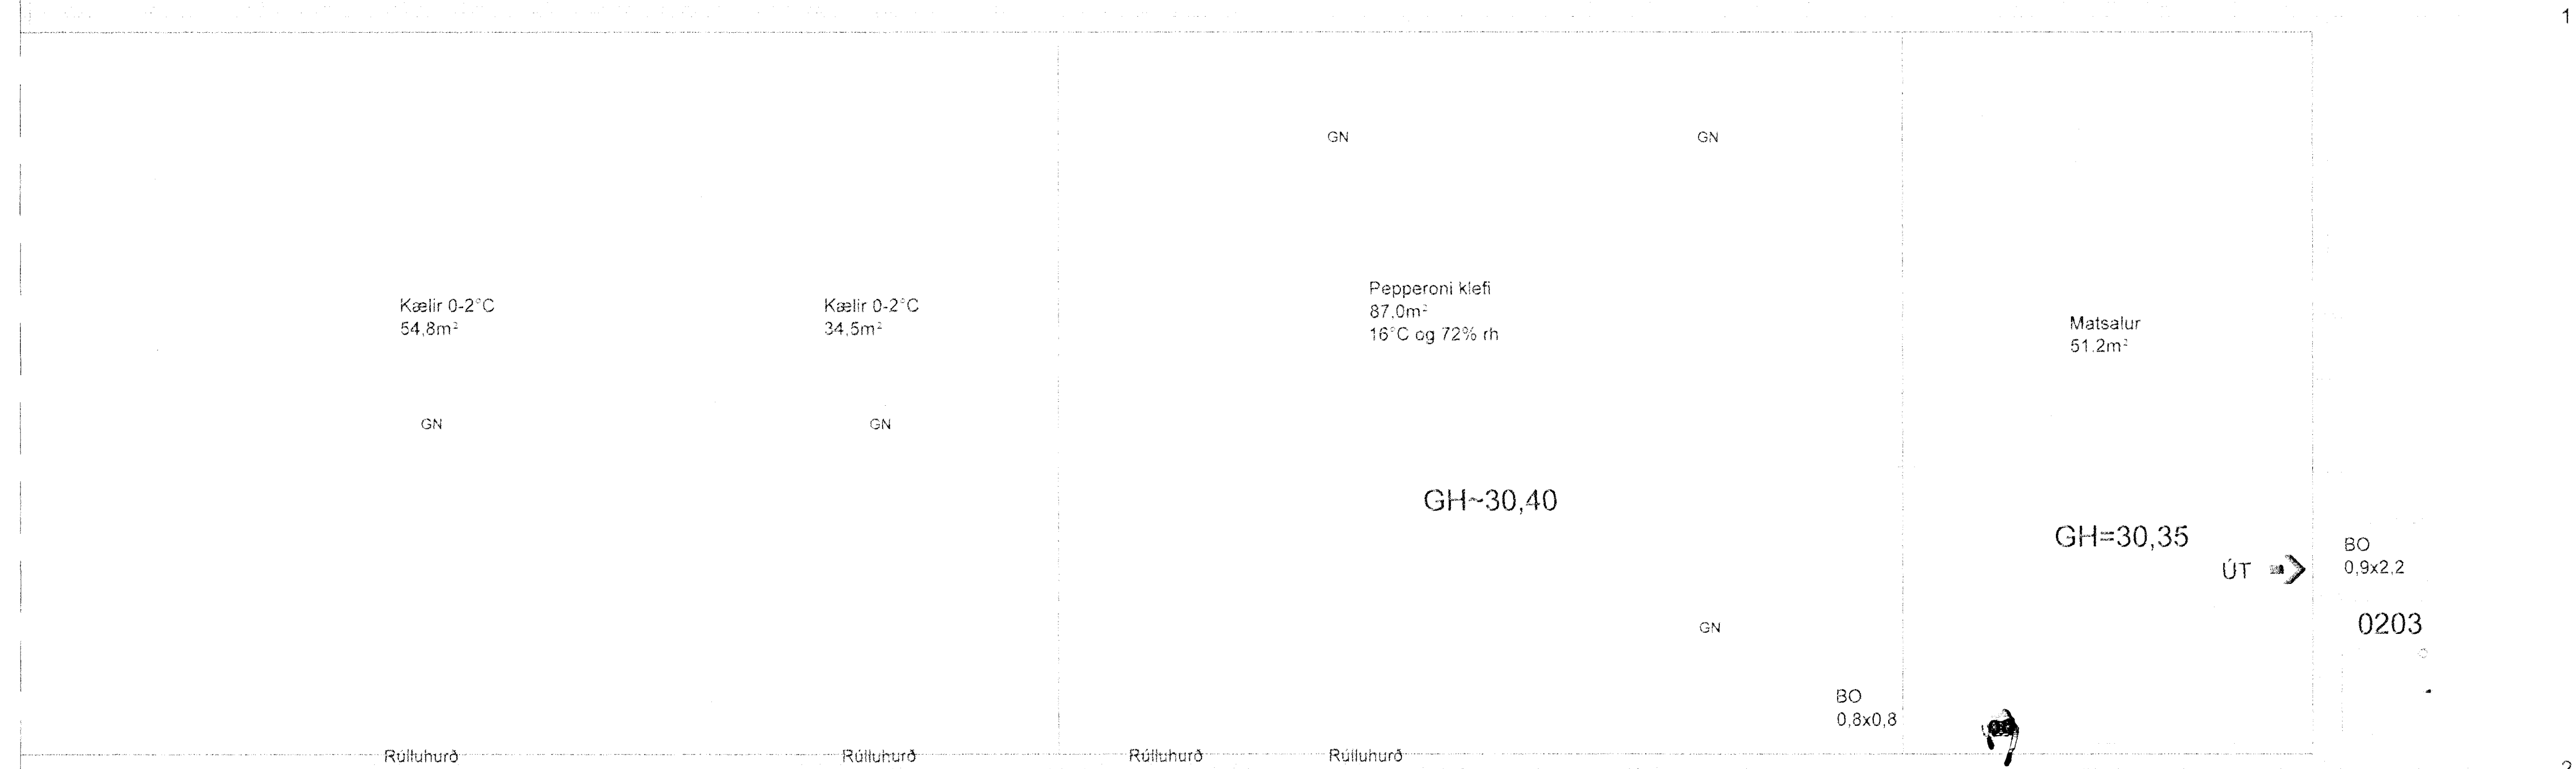 1
GN
GN
Kælir 0-2°C
54,8m²
Kælir 0-2°C
34,5m²
Pepperoni klefi
87,0m²
16°C og 72% rh
Matsalur
51.2m²
GN
GN
GH~30,40
GH=30,35
ÚT
BO
0,9x2,2
0203
GN
BO
0,8x0,8
Rúlluhurð
Rúlluhurð
Rúlluhurð
Rúlluhurð